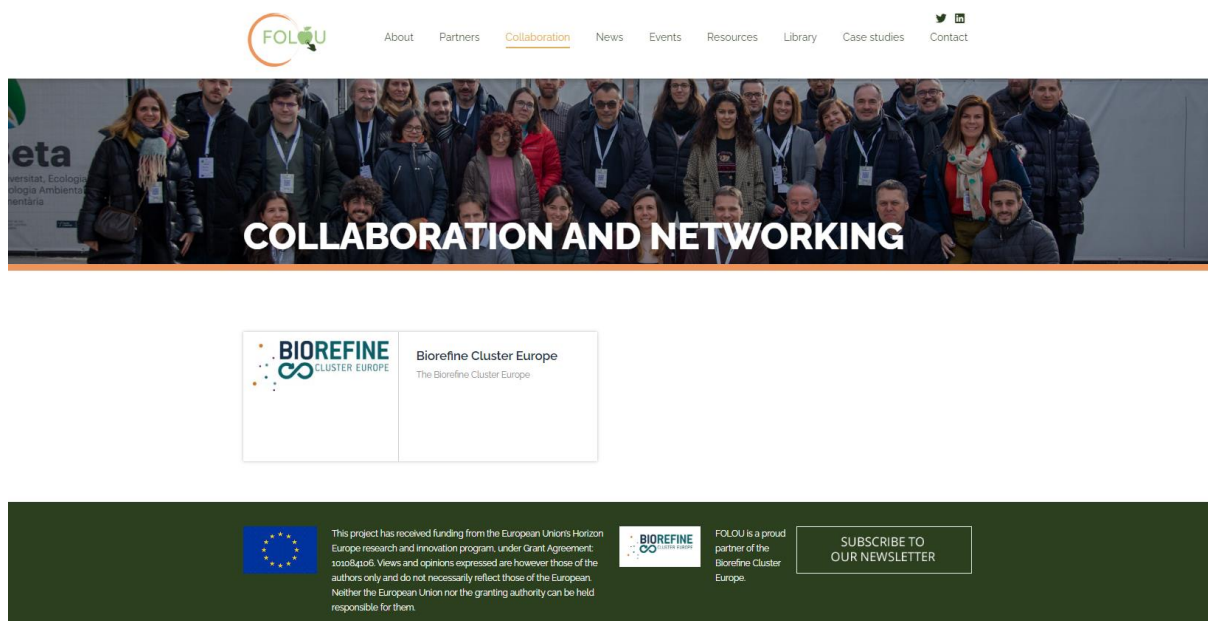 FOLOU
About Partners Collaboration News Events Resources Library Case studies Contact
eta
COLLABORATION AND NETWORKING
BIOREFINE
CLUSTER EUROPE
Biorefine Cluster Europe
The Biorefine Cluster Europe
This project has received funding from the European Union's Horizon
Europe research and innovation program, under Grant Agreement:
101084106. Views and opinions expressed are however those of the
authors only and do not necessarily reflect those of the European.
Neither the European Union nor the granting authority can be held
responsible for them.
BIOREFINE
CLUSTER EUROPE
FOLOU is a proud
partner of the
Biorefine Cluster
Europe.
SUBSCRIBE TO
OUR NEWSLETTER